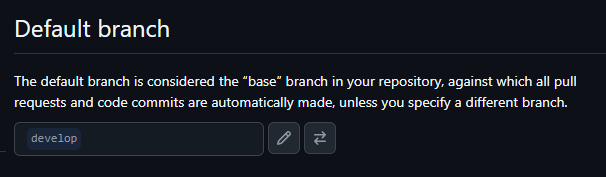 Default branch
The default branch is considered the “base” branch in your repository, against which all pull
requests and code commits are automatically made, unless you specify a different branch.
develop